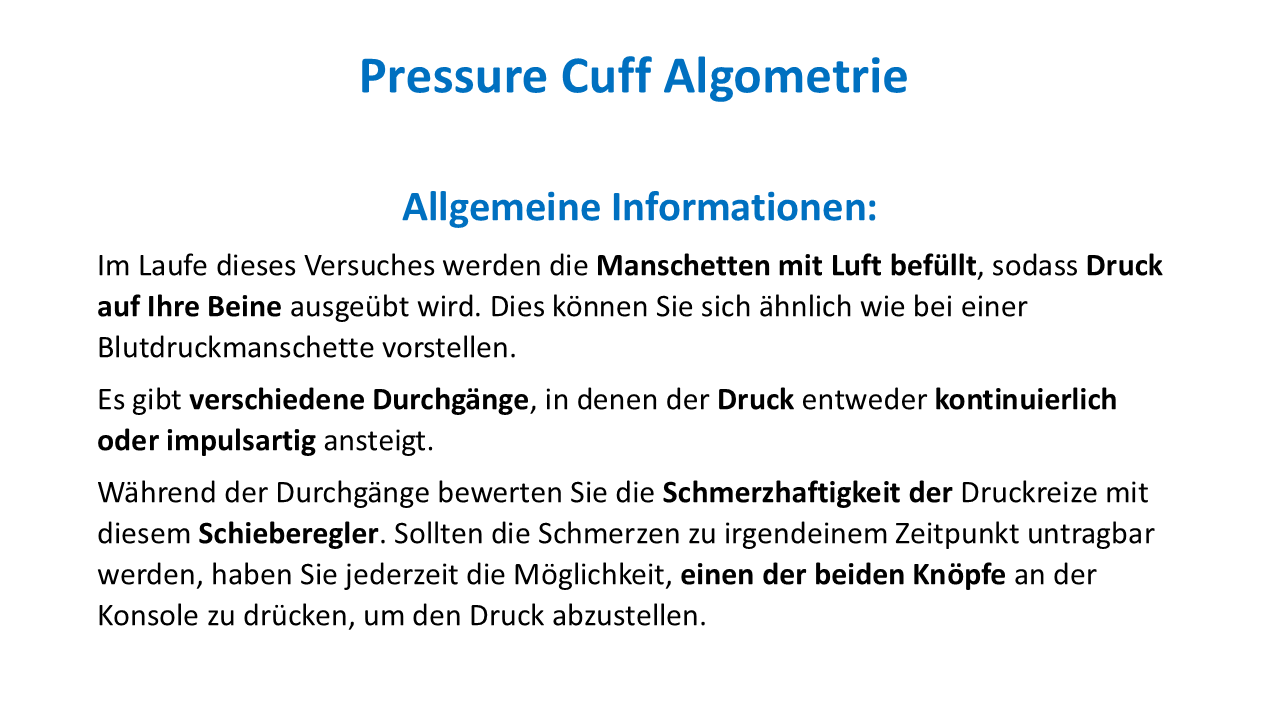 Pressure Cuff Algometrie
Allgemeine Informationen:
Im Laufe dieses Versuches werden die Manschetten mit Luft befüllt, sodass Druck
auf Ihre Beine ausgeübt wird. Dies können Sie sich ähnlich wie bei einer
Blutdruckmanschette vorstellen.
Es gibt verschiedene Durchgänge, in denen der Druck entweder kontinuierlich
oder impulsartig ansteigt.
Während der Durchgänge bewerten Sie die Schmerzhaftigkeit der Druckreize mit
diesem Schieberegler. Sollten die Schmerzen zu irgendeinem Zeitpunkt untragbar
werden, haben Sie jederzeit die Möglichkeit, einen der beiden Knöpfe an der
Konsole zu drücken, um den Druck abzustellen.